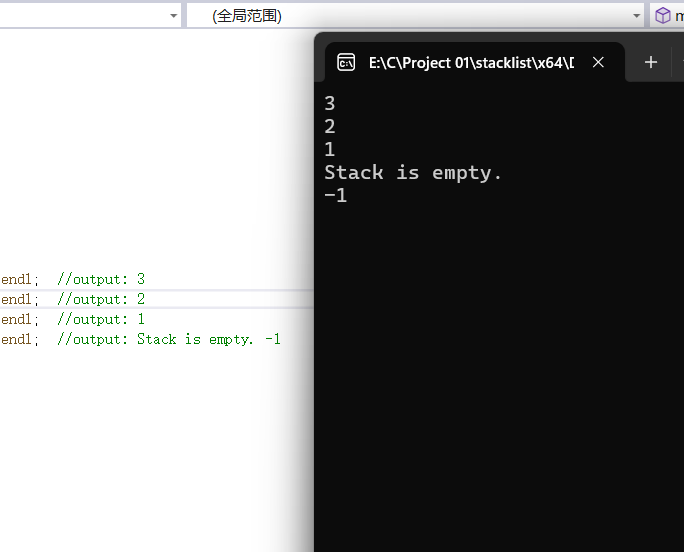 (全局范围)
m
E:\C\Project 01\stacklist\x64\D
3
2
1
Stack is empty.
-1
endl;  //output: 3
endl;  //output: 2
endl;  //output: 1
endl;  //output: Stack is empty. -1